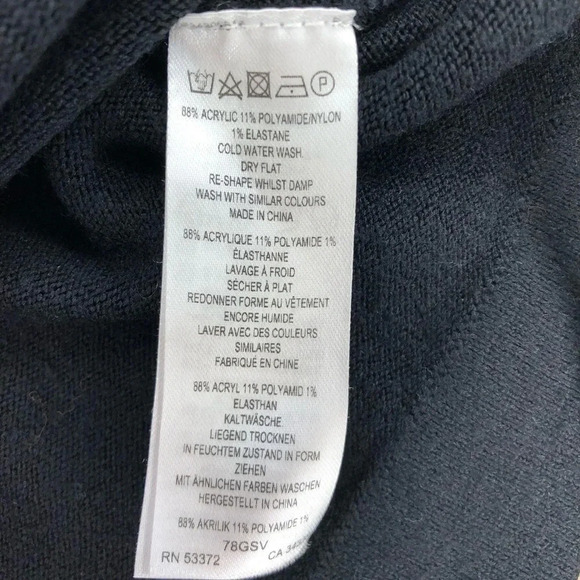 P
88% ACRYLIC 11% POLYAMIDE/NYLON
1% ELASTANE
COLD WATER WASH.
DRY FLAT
RE-SHAPE WHILST DAMP
WASH WITH SIMILAR COLOURS
MADE IN CHINA
88% ACRYLIQUE 11% POLYAMIDE 1%
ÉLASTHANNE
LAVAGE À FROID
SÉCHER À PLAT
REDONNER FORME AU VÊTEMENT
ENCORE HUMIDE
LAVER AVEC DES COULEURS
SIMILAIRES
FABRIQUÉ EN CHINE
88% ACRYL 11% POLYAMID 1%
ELASTHAN
KALTWÄSCHE.
LIEGEND TROCKNEN
IN FEUCHTEM ZUSTAND IN FORM
ZIEHEN
MIT ÄHNLICHEN FARBEN WASCHEN
HERGESTELLT IN CHINA
88% AKRILIK 11% POLYAMIDE 1%
78GSV
RN 53372 CA